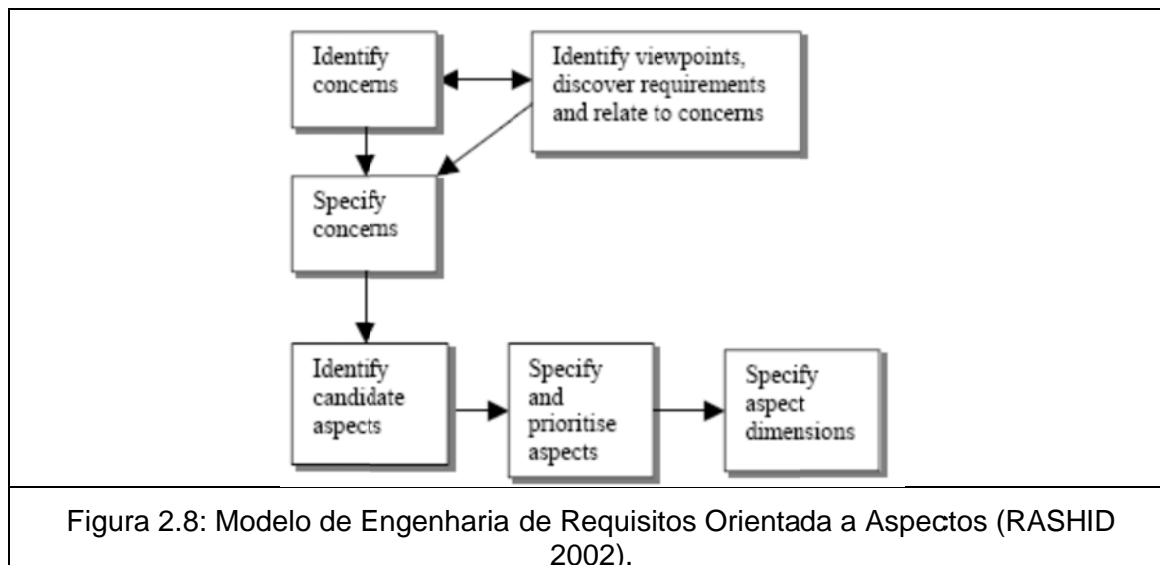 Identify
concerns
Identify viewpoints,
discover requirements
and relate to concerns
Specify
concerns
Identify
candidate
aspects
Specify
and
prioritise
aspects
Specify
aspect
dimensions
Figura 2.8: Modelo de Engenharia de Requisitos Orientada a Aspectos (RASHID
2002).